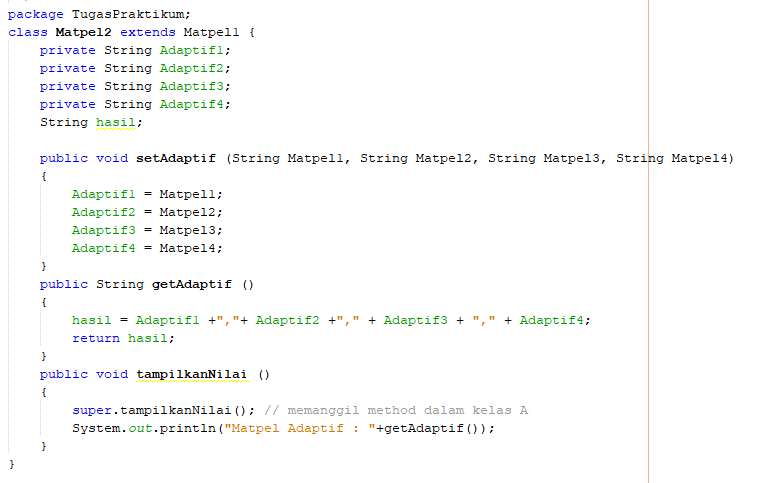 package TugasPraktikum;
class Matpel2 extends Matpel1 {
    private String Adaptif1;
    private String Adaptif2;
    private String Adaptif3;
    private String Adaptif4;
    String hasil;

    public void setAdaptif (String Matpel1, String Matpel2, String Matpel3, String Matpel4)
    {
        Adaptif1 = Matpel1;
        Adaptif2 = Matpel2;
        Adaptif3 = Matpel3;
        Adaptif4 = Matpel4;
    }
    public String getAdaptif ()
    {
        hasil = Adaptif1 +","+ Adaptif2 +"," + Adaptif3 + "," + Adaptif4;
        return hasil;
    }
    public void tampilkanNilai ()
    {
        super.tampilkanNilai(); // memanggil method dalam kelas A
        System.out.println("Matpel Adaptif : "+getAdaptif());
    }
}